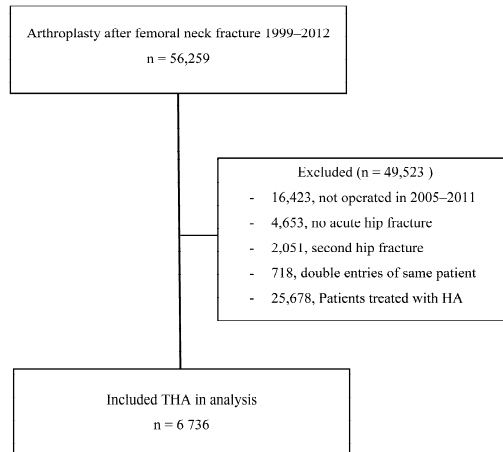 Arthroplasty after femoral neck fracture 1999–2012
n = 56,259
Excluded (n = 49,523 )
- 16,423, not operated in 2005–2011
- 4,653, no acute hip fracture
- 2,051, second hip fracture
- 718, double entries of same patient
- 25,678, Patients treated with HA
Included THA in analysis
n = 6 736